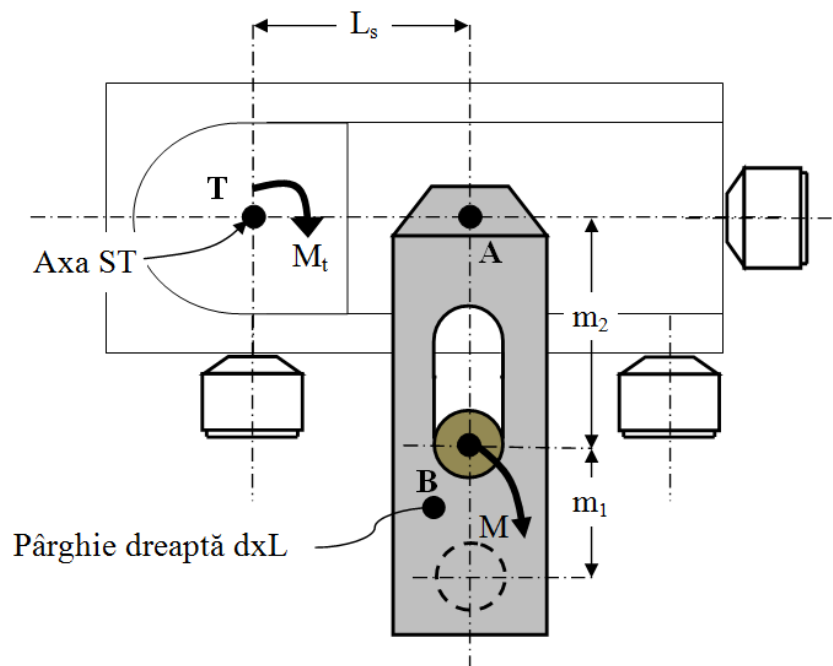 Lₛ
T
Axa ST
Mₜ
A
m₂
B
M
m₁
Pârghie dreaptă dxL